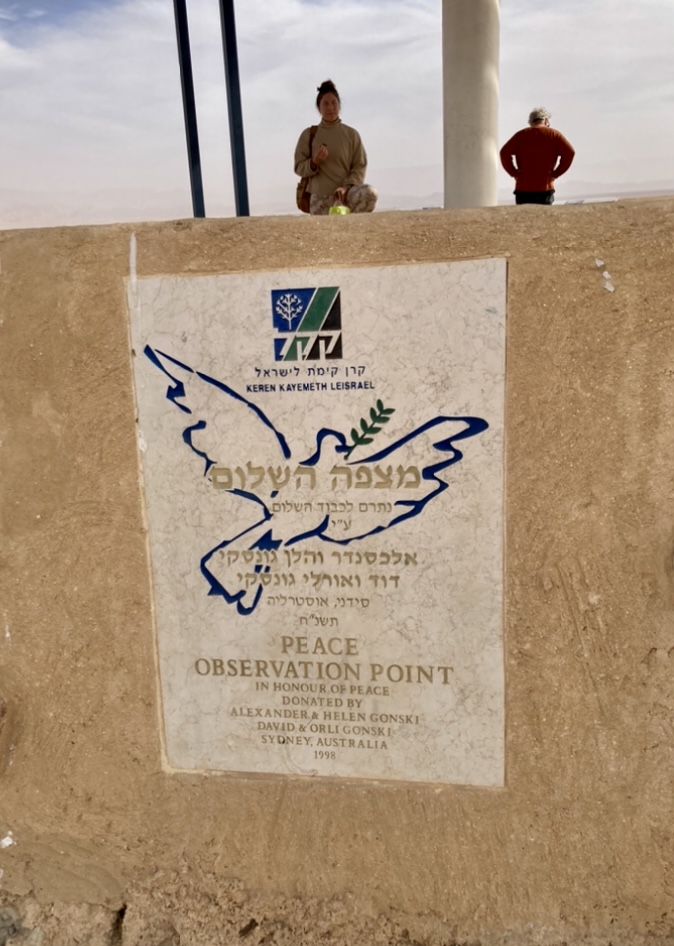 קקל
קרן קימת לישראל
KEREN KAYEMETH LEISRAEL
מצפה השלום
נתרם לכבוד השלום
ע״י
אלכסנדר והלן גונסקי
דוד ואורלי גונסקי
סידני, אוסטרליה
תשנ״ח
PEACE
OBSERVATION POINT
IN HONOUR OF PEACE
DONATED BY
ALEXANDER & HELEN GONSKI
DAVID & ORLI GONSKI
SYDNEY, AUSTRALIA
1998